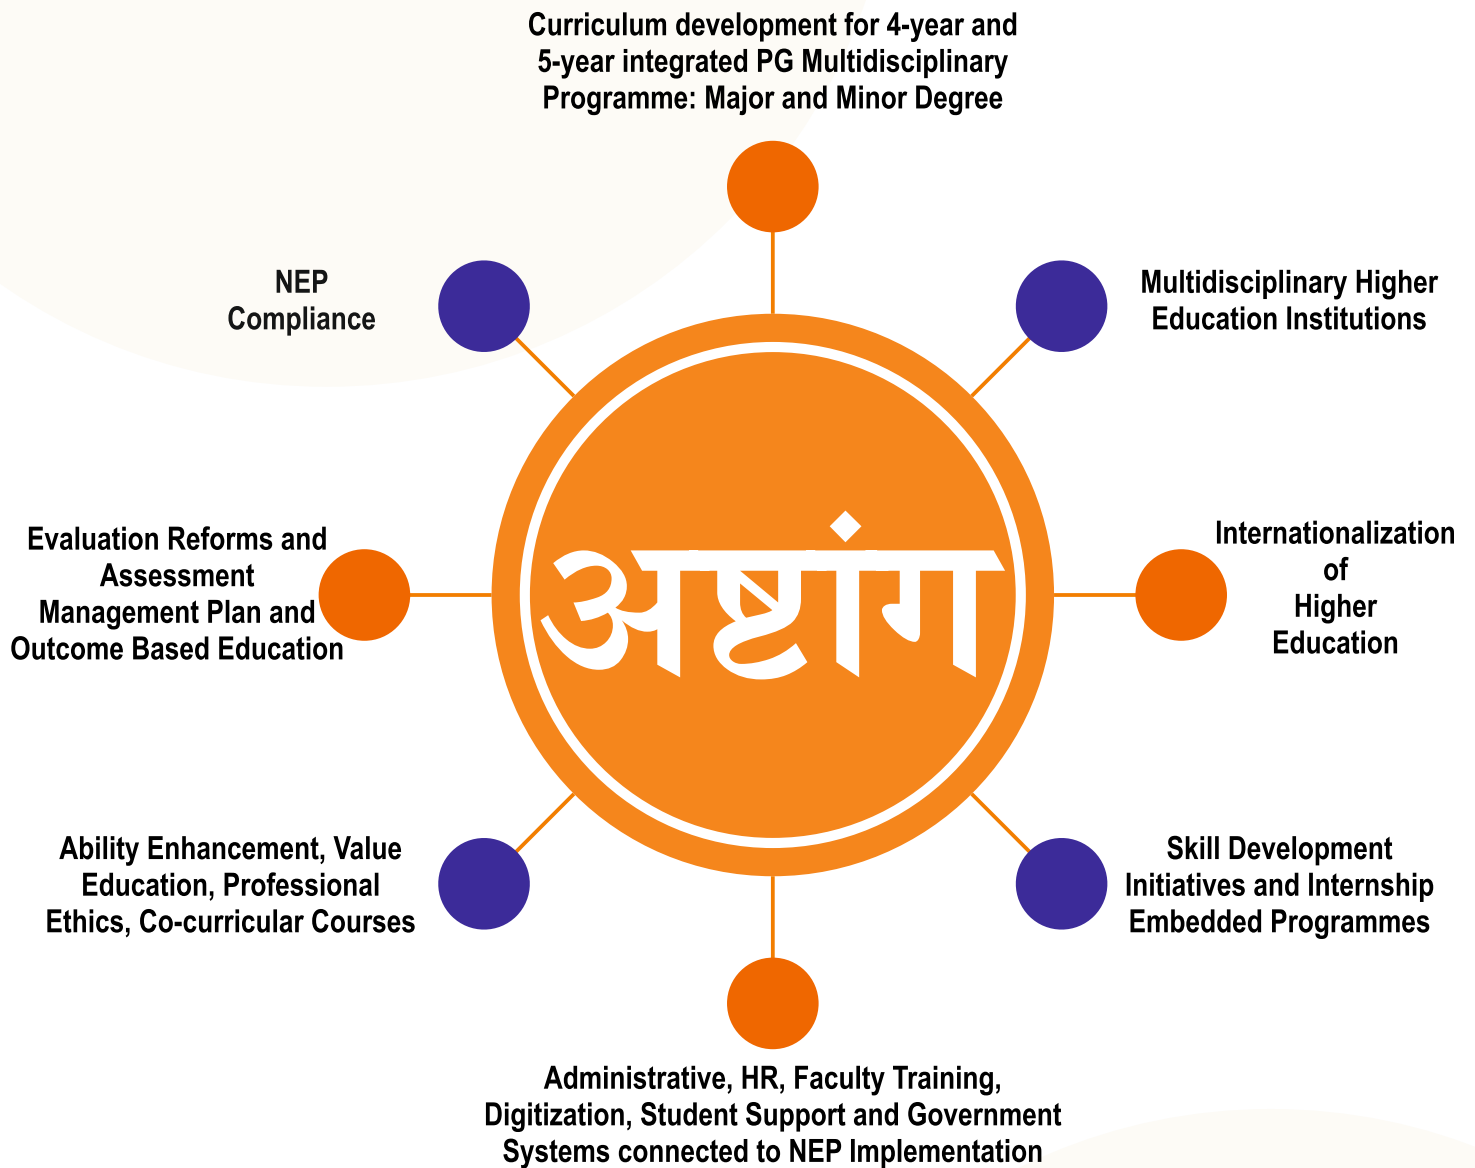 Curriculum development for 4-year and
5-year integrated PG Multidisciplinary
Programme: Major and Minor Degree
NEP
Compliance
Multidisciplinary Higher
Education Institutions
Evaluation Reforms and
Assessment
Management Plan and
Outcome Based Education
अष्टांग
Internationalization
of
Higher
Education
Ability Enhancement, Value
Education, Professional
Ethics, Co-curricular Courses
Skill Development
Initiatives and Internship
Embedded Programmes
Administrative, HR, Faculty Training,
Digitization, Student Support and Government
Systems connected to NEP Implementation